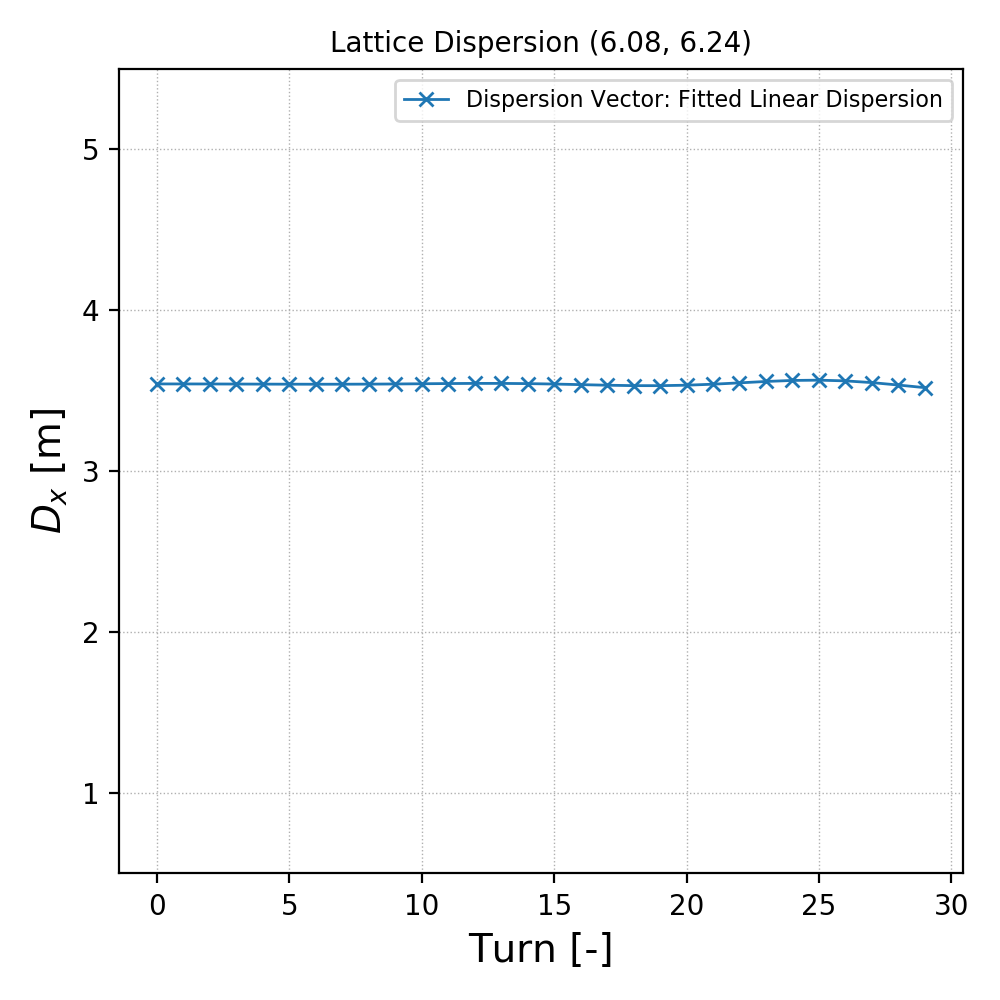 Lattice Dispersion (6.08, 6.24)
Dispersion Vector: Fitted Linear Dispersion
5
4
3
2
1
Dₓ [m]
0 5 10 15 20 25 30
Turn [-]